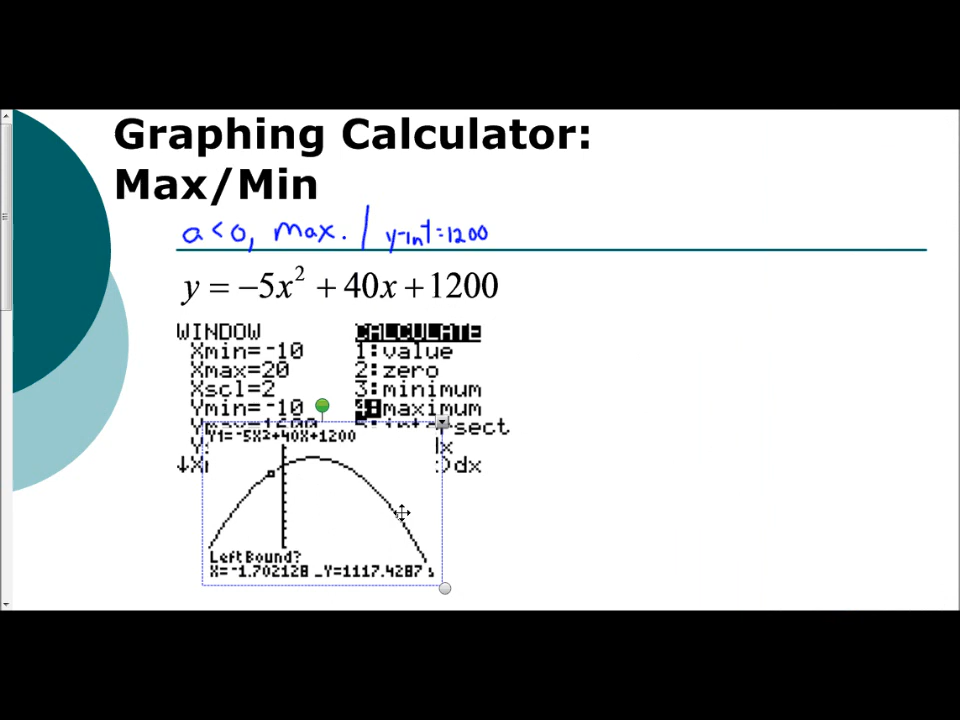 Graphing Calculator:
Max/Min
a < 0, max. / y-int = 1200
y = −5x² + 40x + 1200
WINDOW
Xmin=-10
Xmax=20
Xscl=2
Ymin=-10
CALCULATE
1:value
2:zero
3:minimum
4:maximum
sect
dx
↓X
Y1=-5X2+40X+1200
Left Bound?
X=-1.702128 Y=1117.4287